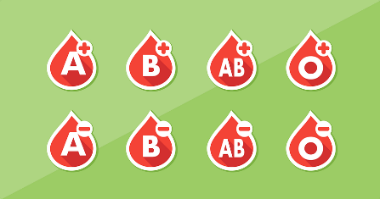 A+ B+ AB+ O+
A- B- AB- O-